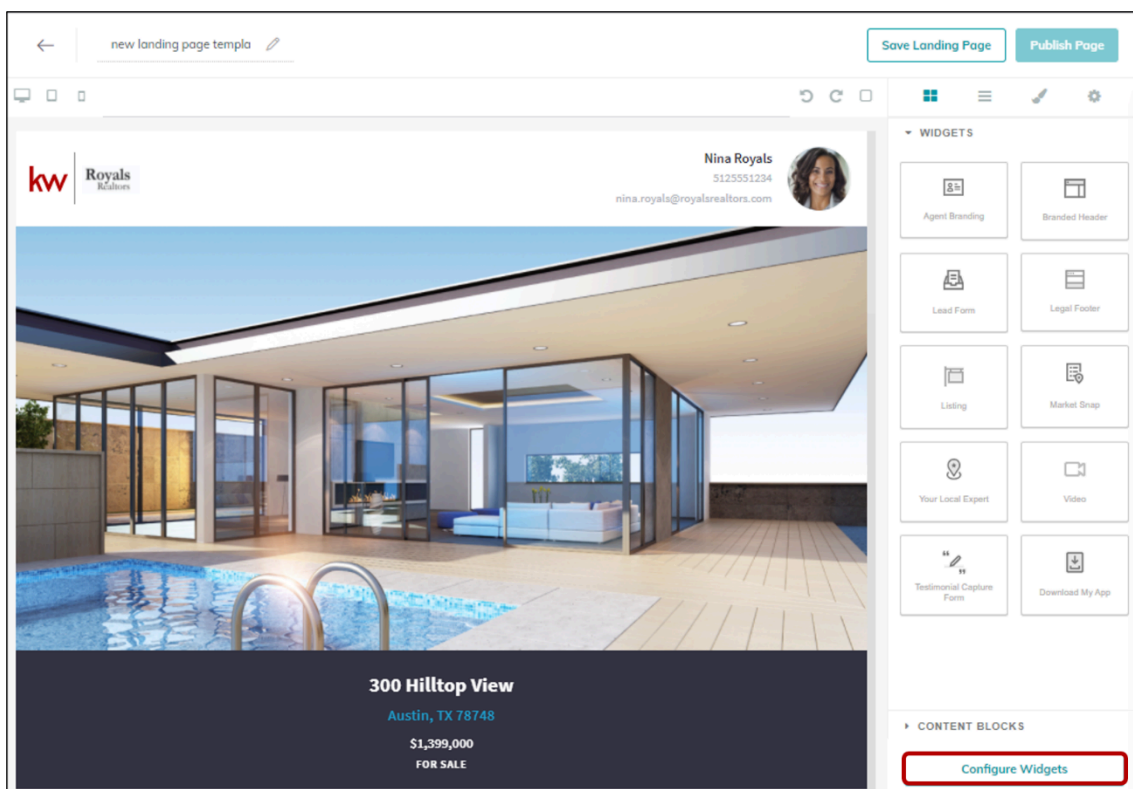 new landing page templa
Save Landing Page
Publish Page
WIDGETS
kw
Royals
Realtors
Nina Royals
5125551234
nina.royals@royalsrealtors.com
Agent Branding
Branded Header
Lead Form
Legal Footer
Listing
Market Snap
Your Local Expert
Video
Testimonial Capture
Form
Download My App
300 Hilltop View
Austin, TX 78748
$1,399,000
FOR SALE
CONTENT BLOCKS
Configure Widgets